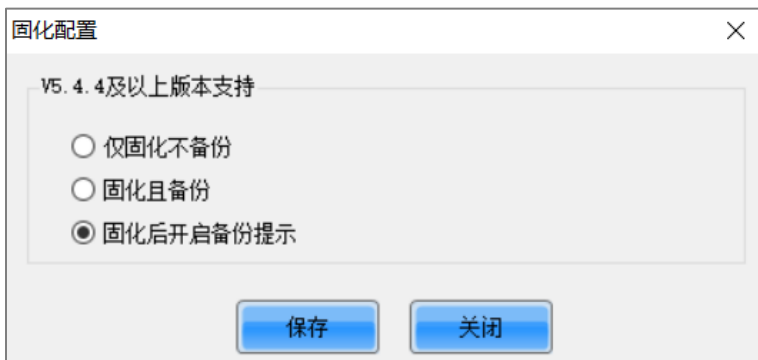 固化配置
V5.4.4及以上版本支持
仅固化不备份
固化且备份
固化后开启备份提示
保存 关闭